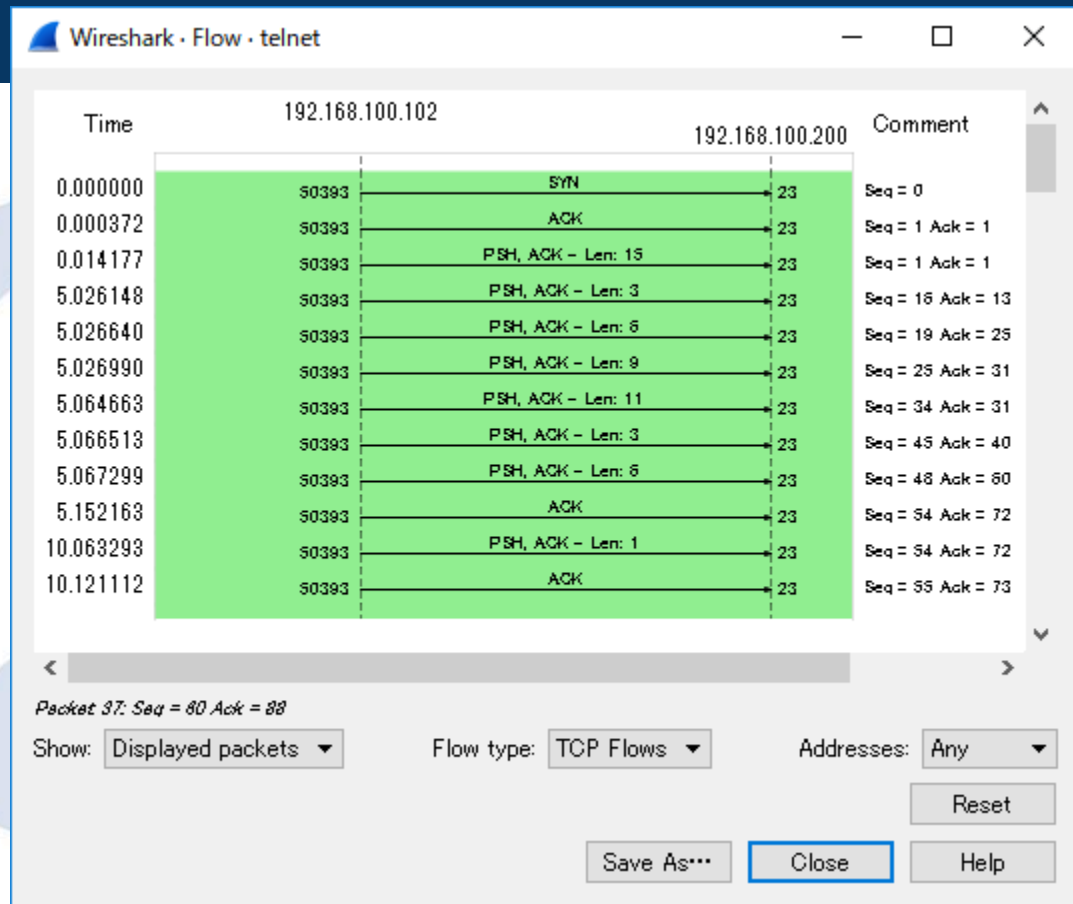 Wireshark · Flow · telnet
Time 192.168.100.102 192.168.100.200 Comment
0.000000 50393 SYN 23 Seq = 0
0.000372 50393 ACK 23 Seq = 1 Ack = 1
0.014177 50393 PSH, ACK - Len: 15 23 Seq = 1 Ack = 1
5.026148 50393 PSH, ACK - Len: 3 23 Seq = 16 Ack = 13
5.026640 50393 PSH, ACK - Len: 6 23 Seq = 19 Ack = 25
5.026990 50393 PSH, ACK - Len: 9 23 Seq = 25 Ack = 31
5.064663 50393 PSH, ACK - Len: 11 23 Seq = 34 Ack = 31
5.066513 50393 PSH, ACK - Len: 3 23 Seq = 45 Ack = 40
5.067299 50393 PSH, ACK - Len: 6 23 Seq = 48 Ack = 60
5.152163 50393 ACK 23 Seq = 54 Ack = 72
10.063293 50393 PSH, ACK - Len: 1 23 Seq = 54 Ack = 72
10.121112 50393 ACK 23 Seq = 55 Ack = 73
Packet 37: Seq = 60 Ack = 88
Show: Displayed packets Flow type: TCP Flows Addresses: Any
Reset
Save As… Close Help